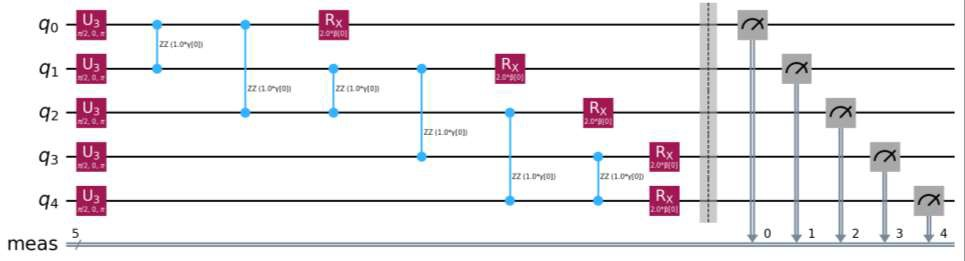 q0 U3 π/2, 0, π RX 2.0*β[0]
ZZ (1.0*γ[0])
q1 U3 π/2, 0, π RX 2.0*β[0]
ZZ (1.0*γ[0]) ZZ (1.0*γ[0])
q2 U3 π/2, 0, π RX 2.0*β[0]
ZZ (1.0*γ[0])
q3 U3 π/2, 0, π RX 2.0*β[0]
ZZ (1.0*γ[0]) ZZ (1.0*γ[0])
q4 U3 π/2, 0, π RX 2.0*β[0]
meas 5 0 1 2 3 4